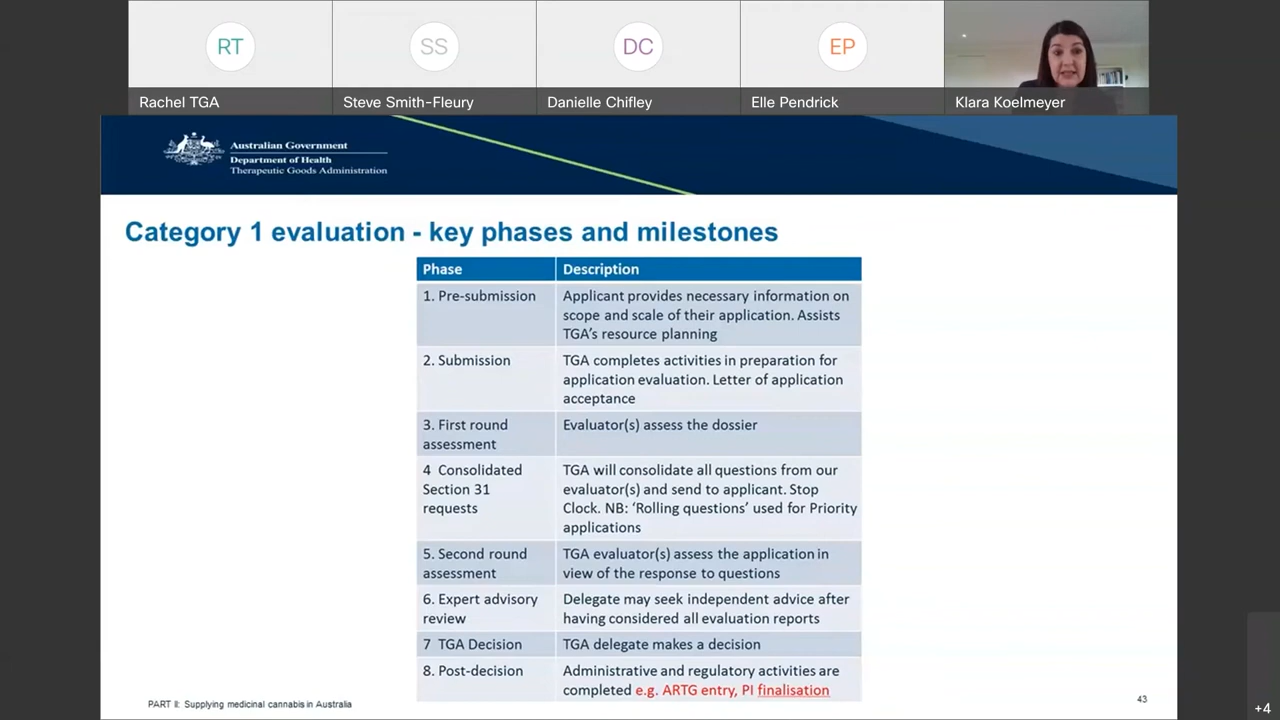 RT
SS
DC
EP
Rachel TGA
Steve Smith-Fleury
Danielle Chifley
Elle Pendrick
Klara Koelmeyer
Australian Government
Department of Health
Therapeutic Goods Administration
Category 1 evaluation - key phases and milestones
Phase
Description
1. Pre-submission
Applicant provides necessary information on
scope and scale of their application. Assists
TGA's resource planning
2. Submission
TGA completes activities in preparation for
application evaluation. Letter of application
acceptance
3. First round
assessment
Evaluator(s) assess the dossier
4 Consolidated
Section 31
requests
TGA will consolidate all questions from our
evaluator(s) and send to applicant. Stop
Clock. NB: 'Rolling questions' used for Priority
applications
5. Second round
assessment
TGA evaluator(s) assess the application in
view of the response to questions
6. Expert advisory
review
Delegate may seek independent advice after
having considered all evaluation reports
7 TGA Decision
TGA delegate makes a decision
8. Post-decision
Administrative and regulatory activities are
completed e.g. ARTG entry, PI finalisation
PART II: Supplying medicinal cannabis in Australia
43
+4